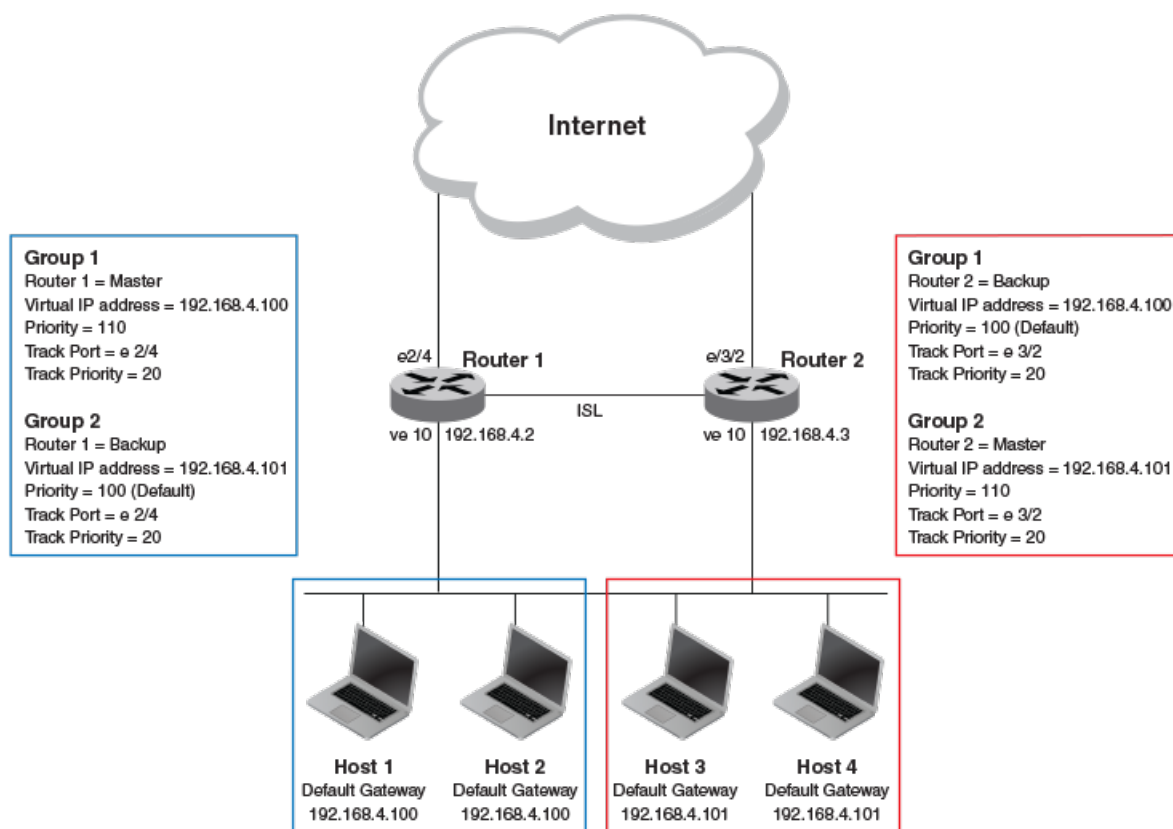 Internet
Group 1
Router 1 = Master
Virtual IP address = 192.168.4.100
Priority = 110
Track Port = e 2/4
Track Priority = 20
Group 2
Router 1 = Backup
Virtual IP address = 192.168.4.101
Priority = 100 (Default)
Track Port = e 2/4
Track Priority = 20
Group 1
Router 2 = Backup
Virtual IP address = 192.168.4.100
Priority = 100 (Default)
Track Port = e 3/2
Track Priority = 20
Group 2
Router 2 = Master
Virtual IP address = 192.168.4.101
Priority = 110
Track Port = e 3/2
Track Priority = 20
e2/4
Router 1
e/3/2
Router 2
ISL
ve 10
192.168.4.2
ve 10
192.168.4.3
Host 1
Default Gateway
192.168.4.100
Host 2
Default Gateway
192.168.4.100
Host 3
Default Gateway
192.168.4.101
Host 4
Default Gateway
192.168.4.101